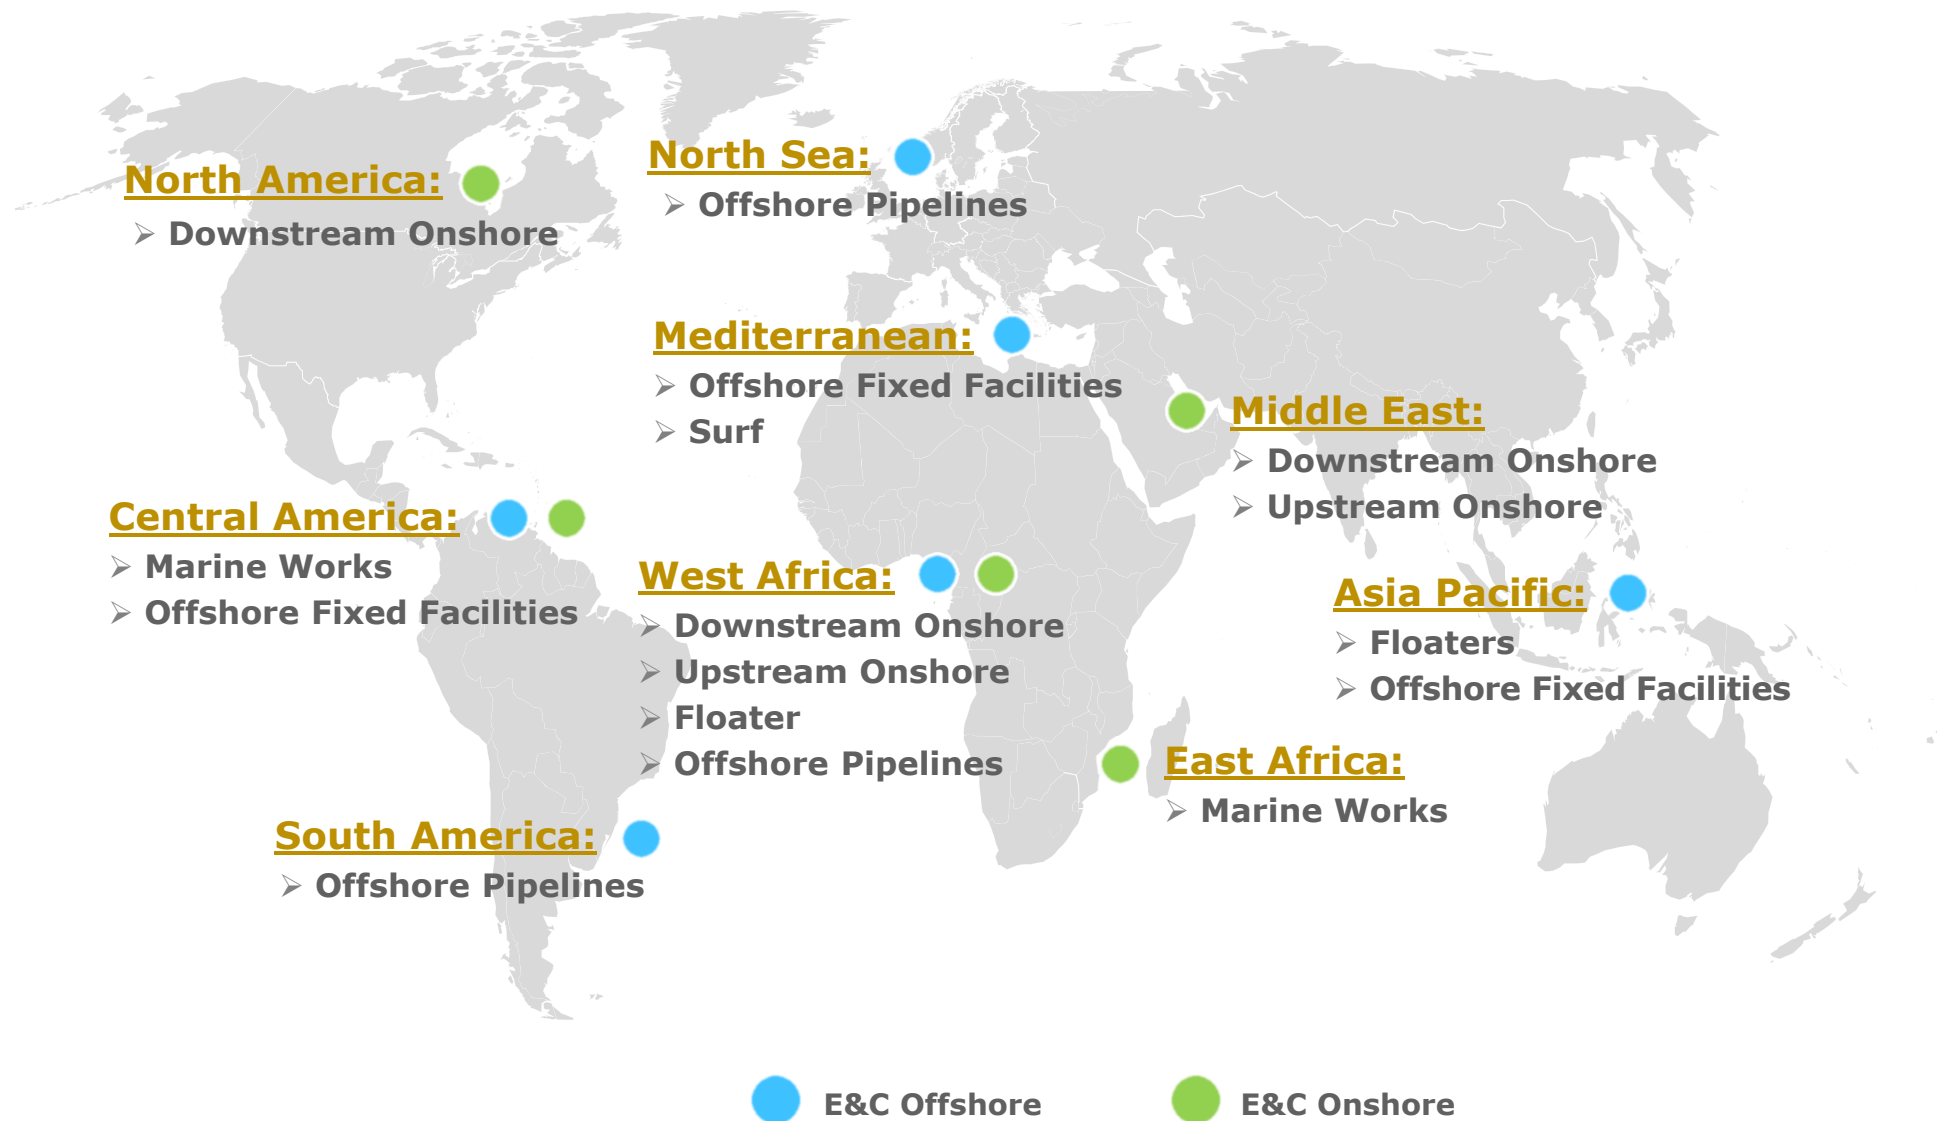 North America:
Downstream Onshore
North Sea:
Offshore Pipelines
Mediterranean:
Offshore Fixed Facilities
Surf
Middle East:
Downstream Onshore
Upstream Onshore
Central America:
Marine Works
Offshore Fixed Facilities
West Africa:
Downstream Onshore
Upstream Onshore
Floater
Offshore Pipelines
Asia Pacific:
Floaters
Offshore Fixed Facilities
East Africa:
Marine Works
South America:
Offshore Pipelines
E&C Offshore
E&C Onshore